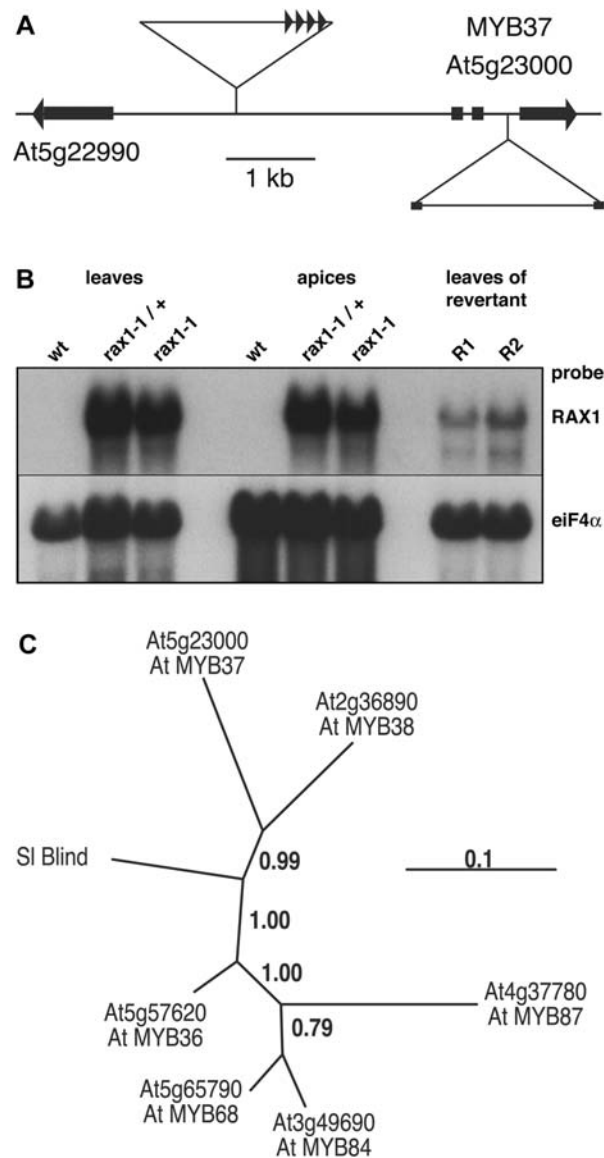 A
MYB37
At5g23000
At5g22990
1 kb
B
leaves
apices
leaves of
revertant
wt
rax1-1 / +
rax1-1
wt
rax1-1 / +
rax1-1
R1
R2
probe
RAX1
eiF4α
C
At5g23000
At MYB37
At2g36890
At MYB38
Sl Blind
0.99
0.1
1.00
1.00
At5g57620
At MYB36
At4g37780
At MYB87
0.79
At5g65790
At MYB68
At3g49690
At MYB84